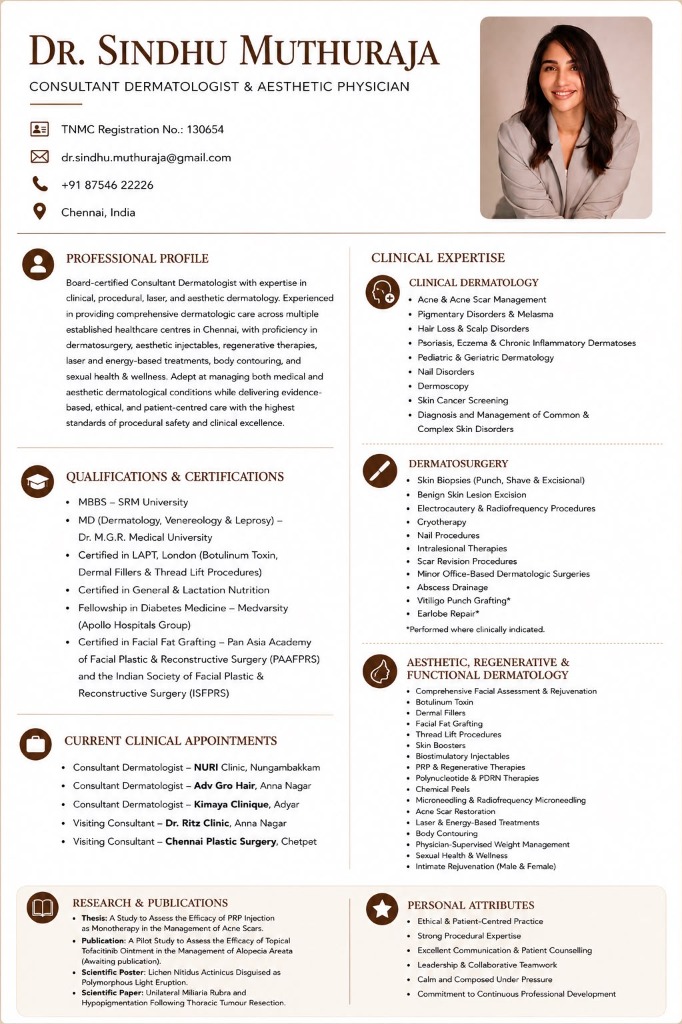 DR. SINDHU MUTHURAJA
CONSULTANT DERMATOLOGIST & AESTHETIC PHYSICIAN
TNMC Registration No.: 130654
dr.sindhu.muthuraja@gmail.com
+91 87546 22226
Chennai, India
PROFESSIONAL PROFILE
Board-certified Consultant Dermatologist with expertise in
clinical, procedural, laser, and aesthetic dermatology. Experienced
in providing comprehensive dermatologic care across multiple
established healthcare centres in Chennai, with proficiency in
dermatosurgery, aesthetic injectables, regenerative therapies,
laser and energy-based treatments, body contouring, and
sexual health & wellness. Adept at managing both medical and
aesthetic dermatological conditions while delivering evidence-
based, ethical, and patient-centred care with the highest
standards of procedural safety and clinical excellence.
QUALIFICATIONS & CERTIFICATIONS
• MBBS – SRM University
• MD (Dermatology, Venereology & Leprosy) –
Dr. M.G.R. Medical University
• Certified in LAPT, London (Botulinum Toxin,
Dermal Fillers & Thread Lift Procedures)
• Certified in General & Lactation Nutrition
• Fellowship in Diabetes Medicine – Medvarsity
(Apollo Hospitals Group)
• Certified in Facial Fat Grafting – Pan Asia Academy
of Facial Plastic & Reconstructive Surgery (PAAFPRS)
and the Indian Society of Facial Plastic &
Reconstructive Surgery (ISFPRS)
CURRENT CLINICAL APPOINTMENTS
• Consultant Dermatologist – NURI Clinic, Nungambakkam
• Consultant Dermatologist – Adv Gro Hair, Anna Nagar
• Consultant Dermatologist – Kimaya Clinique, Adyar
• Visiting Consultant – Dr. Ritz Clinic, Anna Nagar
• Visiting Consultant – Chennai Plastic Surgery, Chetpet
CLINICAL EXPERTISE
CLINICAL DERMATOLOGY
• Acne & Acne Scar Management
• Pigmentary Disorders & Melasma
• Hair Loss & Scalp Disorders
• Psoriasis, Eczema & Chronic Inflammatory Dermatoses
• Pediatric & Geriatric Dermatology
• Nail Disorders
• Dermoscopy
• Skin Cancer Screening
• Diagnosis and Management of Common &
Complex Skin Disorders
DERMATOSURGERY
• Skin Biopsies (Punch, Shave & Excisional)
• Benign Skin Lesion Excision
• Electrocautery & Radiofrequency Procedures
• Cryotherapy
• Nail Procedures
• Intralesional Therapies
• Scar Revision Procedures
• Minor Office-Based Dermatologic Surgeries
• Abscess Drainage
• Vitiligo Punch Grafting*
• Earlobe Repair*
*Performed where clinically indicated.
AESTHETIC, REGENERATIVE &
FUNCTIONAL DERMATOLOGY
• Comprehensive Facial Assessment & Rejuvenation
• Botulinum Toxin
• Dermal Fillers
• Facial Fat Grafting
• Thread Lift Procedures
• Skin Boosters
• Biostimulatory Injectables
• PRP & Regenerative Therapies
• Polynucleotide & PDRN Therapies
• Chemical Peels
• Microneedling & Radiofrequency Microneedling
• Acne Scar Restoration
• Laser & Energy-Based Treatments
• Body Contouring
• Physician-Supervised Weight Management
• Sexual Health & Wellness
• Intimate Rejuvenation (Male & Female)
RESEARCH & PUBLICATIONS
• Thesis: A Study to Assess the Efficacy of PRP Injection
as Monotherapy in the Management of Acne Scars.
• Publication: A Pilot Study to Assess the Efficacy of Topical
Tofacitinib Ointment in the Management of Alopecia Areata
(Awaiting publication).
• Scientific Poster: Lichen Nitidus Actinicus Disguised as
Polymorphous Light Eruption.
• Scientific Paper: Unilateral Miliaria Rubra and
Hypopigmentation Following Thoracic Tumour Resection.
PERSONAL ATTRIBUTES
• Ethical & Patient-Centred Practice
• Strong Procedural Expertise
• Excellent Communication & Patient Counselling
• Leadership & Collaborative Teamwork
• Calm and Composed Under Pressure
• Commitment to Continuous Professional Development